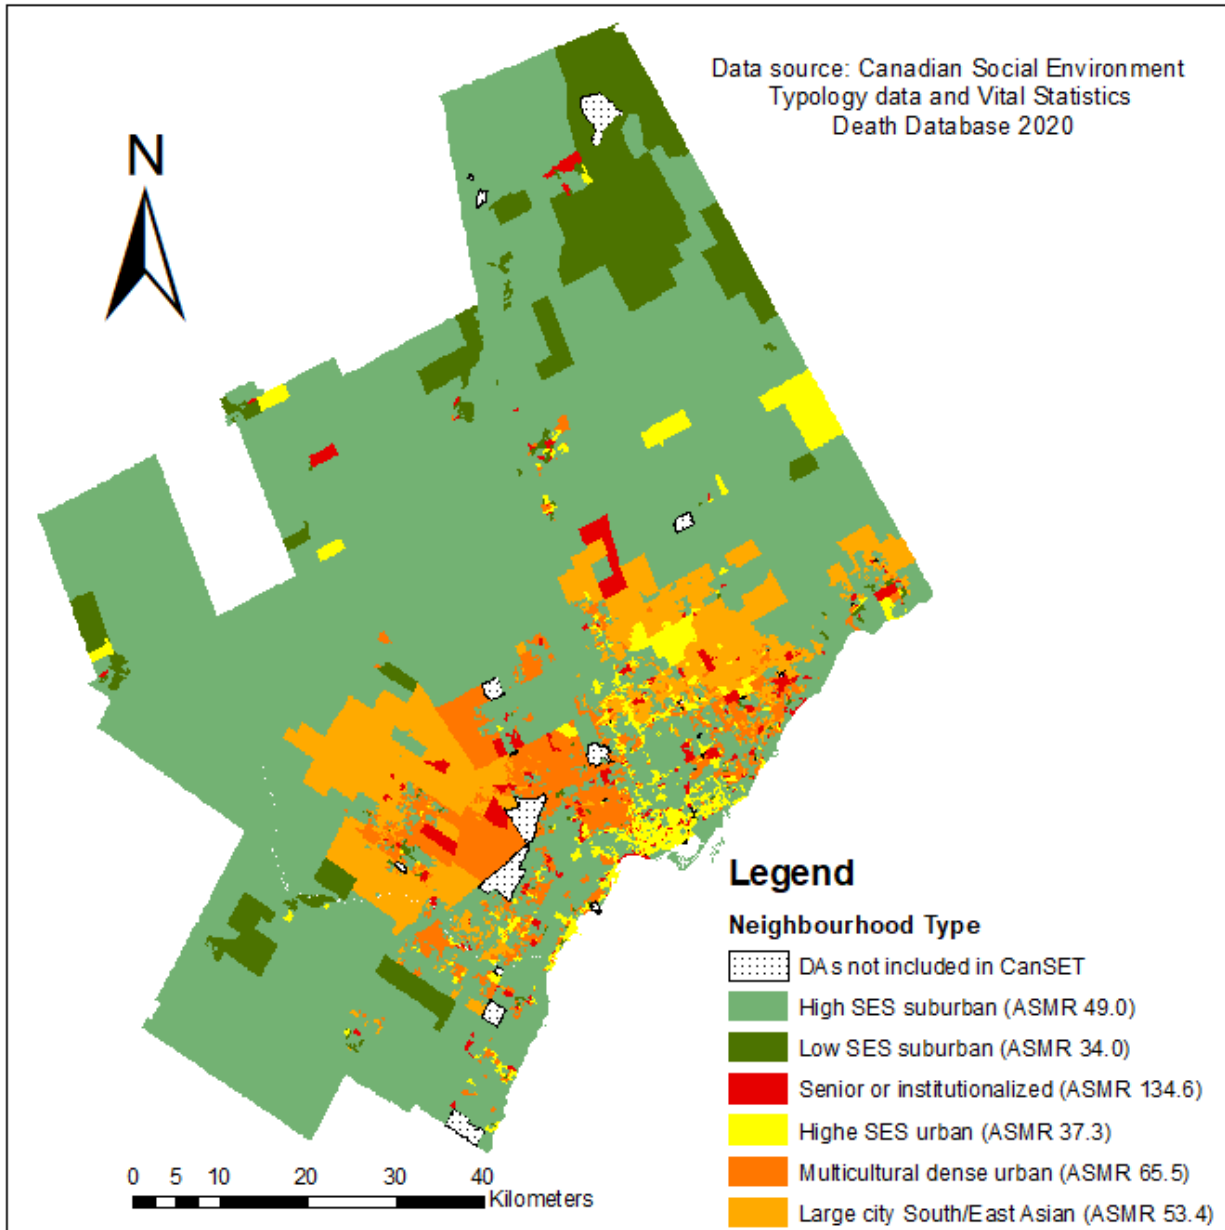 Data source: Canadian Social Environment
Typology data and Vital Statistics
Death Database 2020
N
Legend
Neighbourhood Type
DAs not included in CanSET
High SES suburban (ASMR 49.0)
Low SES suburban (ASMR 34.0)
Senior or institutionalized (ASMR 134.6)
Highe SES urban (ASMR 37.3)
Multicultural dense urban (ASMR 65.5)
Large city South/East Asian (ASMR 53.4)
0 5 10 20 30 40
Kilometers